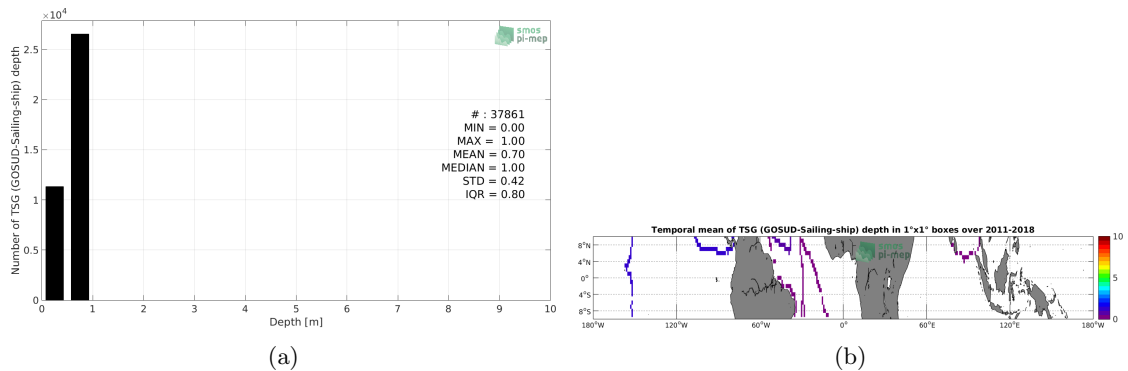 ×10⁴
smos
pi-mep
Number of TSG (GOSUD-Sailing-ship) depth
2.5
2
1.5
1
0.5
0
# : 37861
MIN = 0.00
MAX = 1.00
MEAN = 0.70
MEDIAN = 1.00
STD = 0.42
IQR = 0.80
0 1 2 3 4 5 6 7 8 9 10
Depth [m]
(a)
Temporal mean of TSG (GOSUD-Sailing-ship) depth in 1°x1° boxes over 2011-2018
smos
pi-mep
8°N
4°N
0°
4°S
8°S
180°W 120°W 60°W 0° 60°E 120°E 180°W
10
5
0
(b)